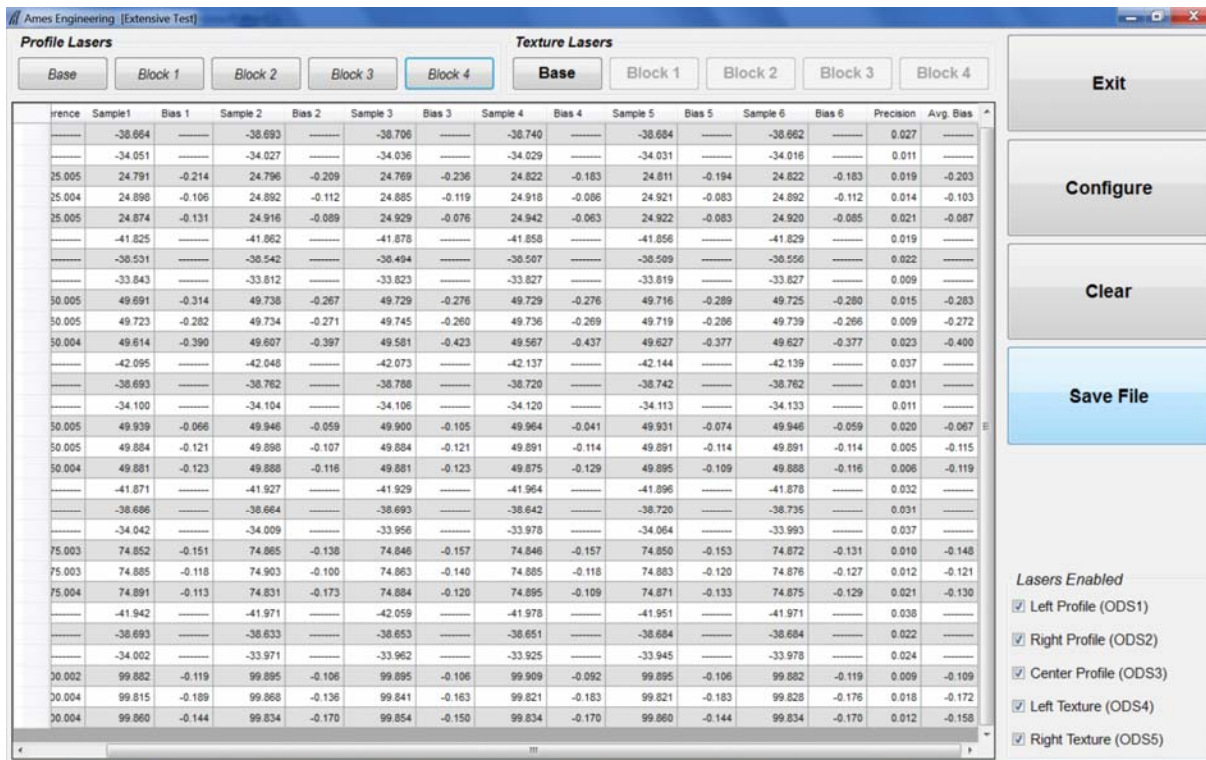 Ames Engineering [Extensive Test]
Profile Lasers Texture Lasers
Base Block 1 Block 2 Block 3 Block 4 Base Block 1 Block 2 Block 3 Block 4
Exit
erence Sample1 Bias 1 Sample 2 Bias 2 Sample 3 Bias 3 Sample 4 Bias 4 Sample 5 Bias 5 Sample 6 Bias 6 Precision Avg. Bias
-------- -38.664 -------- -38.693 -------- -38.706 -------- -38.740 -------- -38.684 -------- -38.662 -------- 0.027 --------
-------- -34.051 -------- -34.027 -------- -34.036 -------- -34.029 -------- -34.031 -------- -34.016 -------- 0.011 --------
25.005 24.791 -0.214 24.796 -0.209 24.769 -0.236 24.822 -0.183 24.811 -0.194 24.822 -0.183 0.019 -0.203
25.004 24.898 -0.106 24.892 -0.112 24.885 -0.119 24.918 -0.086 24.921 -0.083 24.892 -0.112 0.014 -0.103
Configure
25.005 24.874 -0.131 24.916 -0.089 24.929 -0.076 24.942 -0.063 24.922 -0.083 24.920 -0.085 0.021 -0.087
-------- -41.825 -------- -41.862 -------- -41.878 -------- -41.858 -------- -41.856 -------- -41.829 -------- 0.019 --------
-------- -38.531 -------- -38.542 -------- -38.494 -------- -38.507 -------- -38.509 -------- -38.556 -------- 0.022 --------
-------- -33.843 -------- -33.812 -------- -33.823 -------- -33.827 -------- -33.819 -------- -33.827 -------- 0.009 --------
50.005 49.691 -0.314 49.738 -0.267 49.729 -0.276 49.729 -0.276 49.716 -0.289 49.725 -0.280 0.015 -0.283
Clear
50.005 49.723 -0.282 49.734 -0.271 49.745 -0.260 49.736 -0.269 49.719 -0.286 49.739 -0.266 0.009 -0.272
50.004 49.614 -0.390 49.607 -0.397 49.581 -0.423 49.567 -0.437 49.627 -0.377 49.627 -0.377 0.023 -0.400
-------- -42.095 -------- -42.048 -------- -42.073 -------- -42.137 -------- -42.144 -------- -42.139 -------- 0.037 --------
-------- -38.693 -------- -38.762 -------- -38.788 -------- -38.720 -------- -38.742 -------- -38.762 -------- 0.031 --------
Save File
-------- -34.100 -------- -34.104 -------- -34.106 -------- -34.120 -------- -34.113 -------- -34.133 -------- 0.011 --------
50.005 49.939 -0.066 49.946 -0.059 49.900 -0.105 49.964 -0.041 49.931 -0.074 49.946 -0.059 0.020 -0.067
50.005 49.884 -0.121 49.898 -0.107 49.884 -0.121 49.891 -0.114 49.891 -0.114 49.891 -0.114 0.005 -0.115
50.004 49.881 -0.123 49.888 -0.116 49.881 -0.123 49.875 -0.129 49.895 -0.109 49.888 -0.116 0.006 -0.119
-------- -41.871 -------- -41.927 -------- -41.929 -------- -41.964 -------- -41.896 -------- -41.878 -------- 0.032 --------
-------- -38.686 -------- -38.664 -------- -38.693 -------- -38.642 -------- -38.720 -------- -38.735 -------- 0.031 --------
-------- -34.042 -------- -34.009 -------- -33.956 -------- -33.978 -------- -34.064 -------- -33.993 -------- 0.037 --------
75.003 74.852 -0.151 74.865 -0.138 74.846 -0.157 74.846 -0.157 74.850 -0.153 74.872 -0.131 0.010 -0.148
75.003 74.885 -0.118 74.903 -0.100 74.863 -0.140 74.885 -0.118 74.883 -0.120 74.876 -0.127 0.012 -0.121
75.004 74.891 -0.113 74.831 -0.173 74.884 -0.120 74.895 -0.109 74.871 -0.133 74.875 -0.129 0.021 -0.130
-------- -41.942 -------- -41.971 -------- -42.059 -------- -41.978 -------- -41.951 -------- -41.971 -------- 0.038 --------
-------- -38.693 -------- -38.633 -------- -38.653 -------- -38.651 -------- -38.684 -------- -38.684 -------- 0.022 --------
-------- -34.002 -------- -33.971 -------- -33.962 -------- -33.925 -------- -33.945 -------- -33.978 -------- 0.024 --------
00.002 99.882 -0.119 99.895 -0.106 99.895 -0.106 99.909 -0.092 99.895 -0.106 99.882 -0.119 0.009 -0.109
00.004 99.815 -0.189 99.868 -0.136 99.841 -0.163 99.821 -0.183 99.821 -0.183 99.828 -0.176 0.018 -0.172
00.004 99.860 -0.144 99.834 -0.170 99.854 -0.150 99.834 -0.170 99.860 -0.144 99.834 -0.170 0.012 -0.158
Lasers Enabled
Left Profile (ODS1)
Right Profile (ODS2)
Center Profile (ODS3)
Left Texture (ODS4)
Right Texture (ODS5)